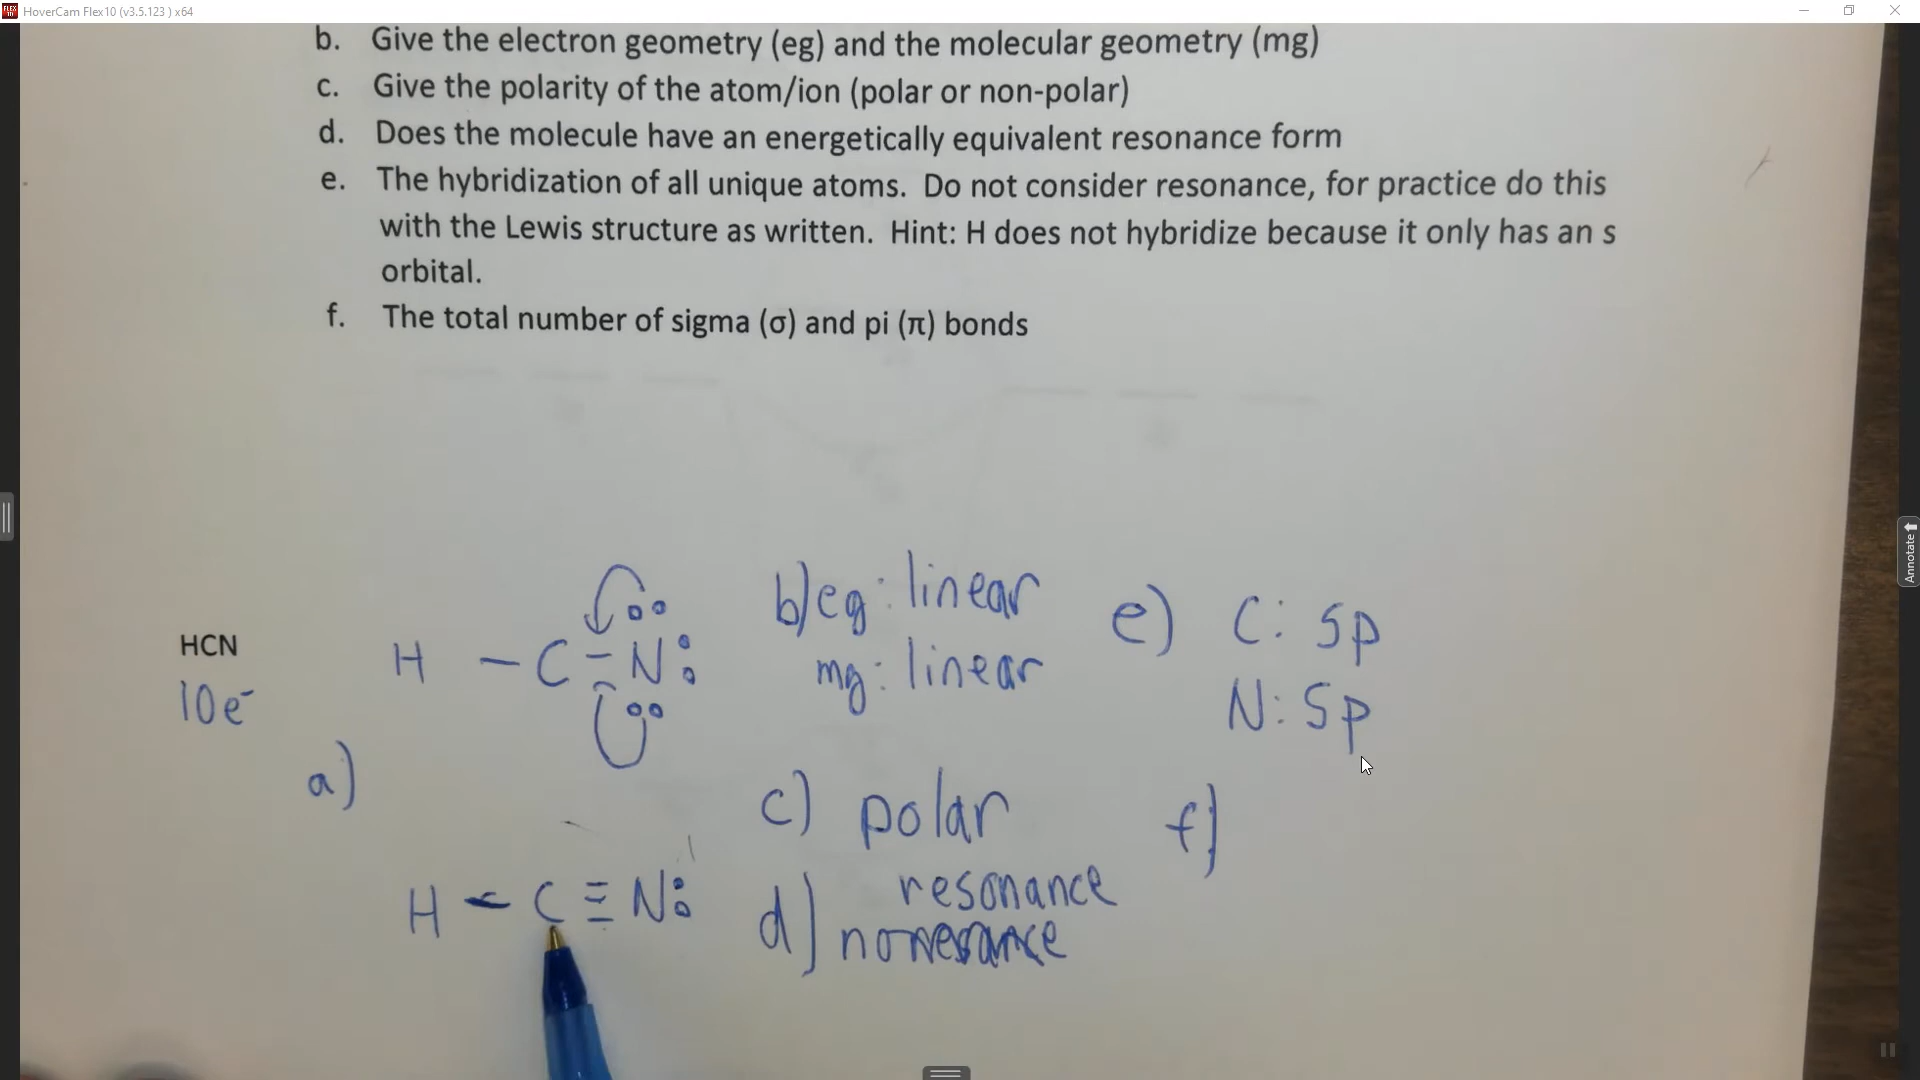 HoverCam Flex10 (v3.5.123 ) x64
b. Give the electron geometry (eg) and the molecular geometry (mg)
c. Give the polarity of the atom/ion (polar or non-polar)
d. Does the molecule have an energetically equivalent resonance form
e. The hybridization of all unique atoms. Do not consider resonance, for practice do this
with the Lewis structure as written. Hint: H does not hybridize because it only has an s
orbital.
f. The total number of sigma (σ) and pi (π) bonds
HCN
10e⁻
H – C = N:
a)
H – C ≡ N:
b) eg: linear
mg: linear
c) polar
d) no resonance
e) C: sp
N: sp
f)
Annotate